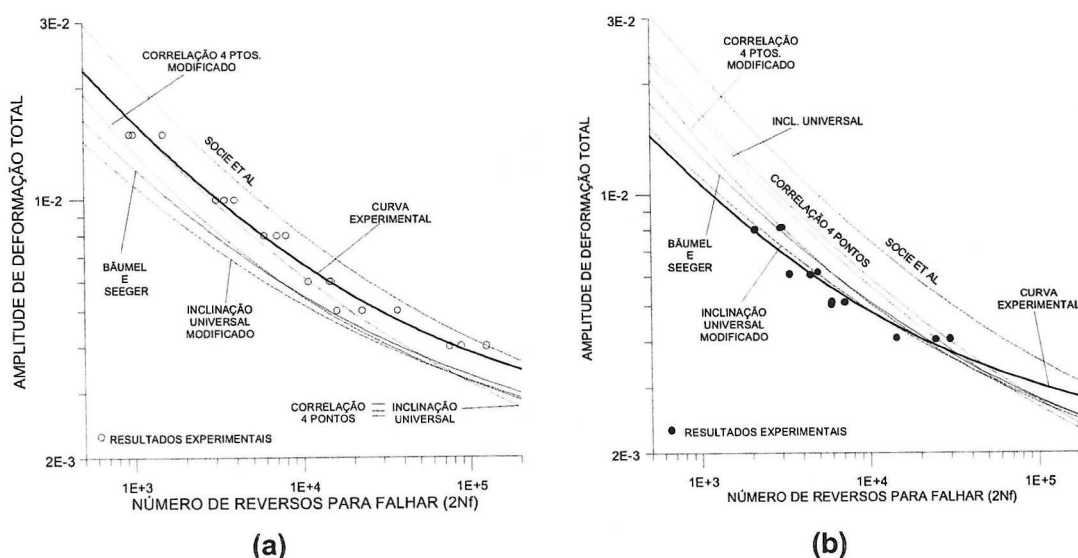 3E-2
CORRELAÇÃO 4 PTOS.
MODIFICADO
SOCIE ET AL
1E-2
CURVA
EXPERIMENTAL
BÄUMEL
E
SEEGER
INCLINAÇÃO
UNIVERSAL
MODIFICADO
CORRELAÇÃO
4 PONTOS
INCLINAÇÃO
UNIVERSAL
RESULTADOS EXPERIMENTAIS
2E-3
1E+3
1E+4
1E+5
AMPLITUDE DE DEFORMAÇÃO TOTAL
NÚMERO DE REVERSOS PARA FALHAR (2Nf)
(a)
3E-2
CORRELAÇÃO
4 PTOS.
MODIFICADO
INCL. UNIVERSAL
1E-2
CORRELAÇÃO 4 PONTOS
SOCIE ET AL
BÄUMEL
E
SEEGER
INCLINAÇÃO
UNIVERSAL
MODIFICADO
CURVA
EXPERIMENTAL
RESULTADOS EXPERIMENTAIS
2E-3
1E+3
1E+4
1E+5
AMPLITUDE DE DEFORMAÇÃO TOTAL
NÚMERO DE REVERSOS PARA FALHAR (2Nf)
(b)